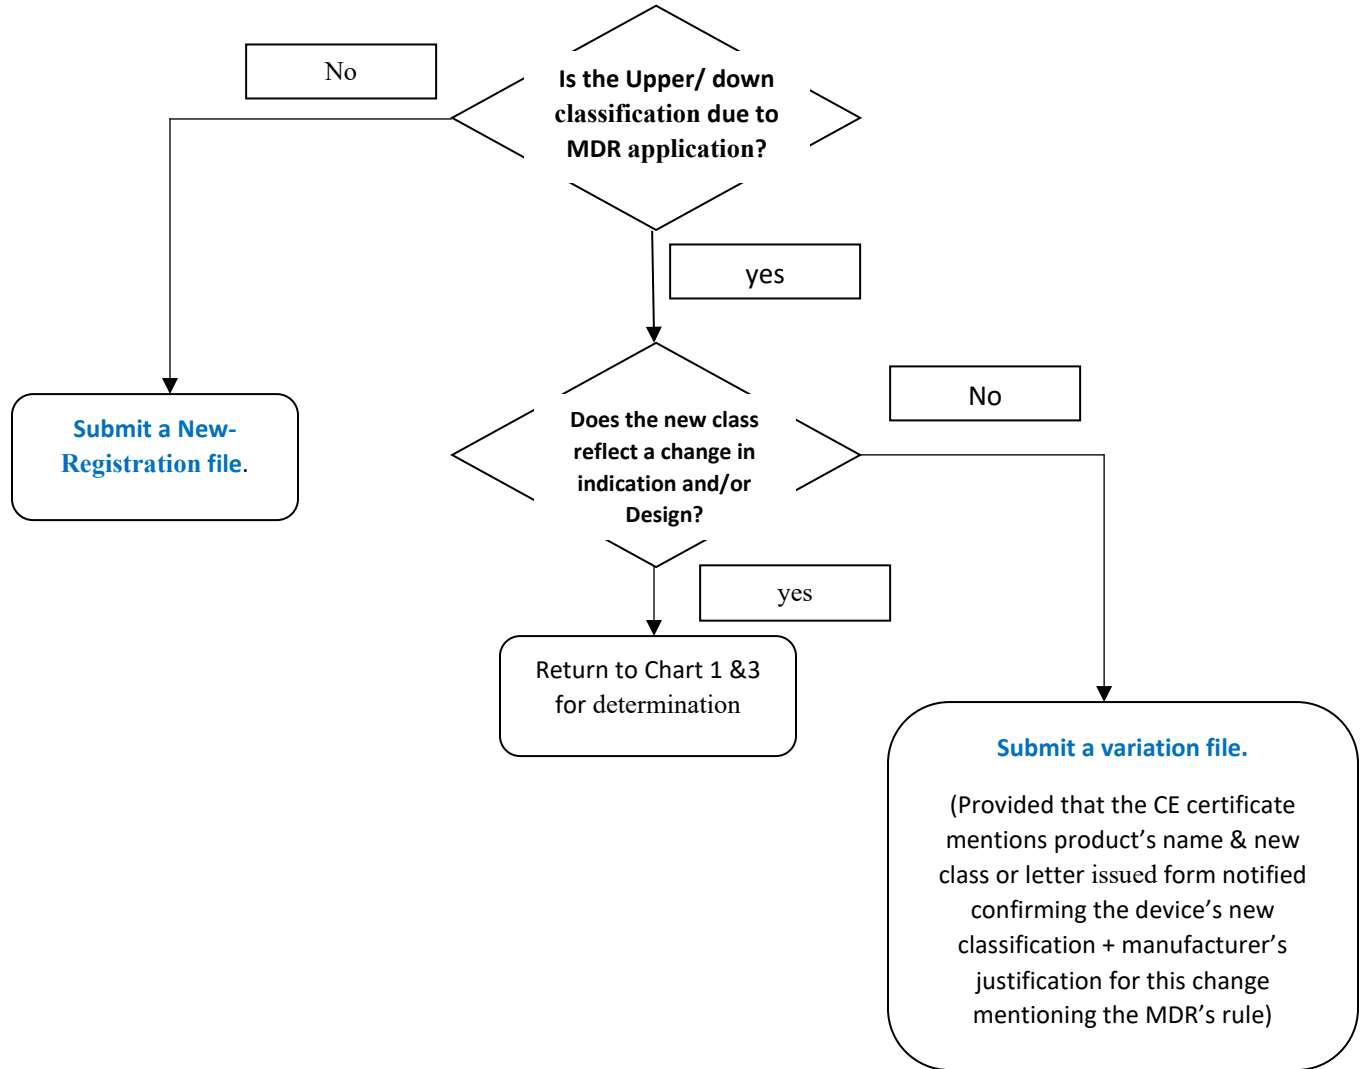 No
Is the Upper/ down
classification due to
MDR application?
yes
Submit a New-
Registration file.
Does the new class
reflect a change in
indication and/or
Design?
No
yes
Return to Chart 1 &3
for determination
Submit a variation file.
(Provided that the CE certificate
mentions product’s name & new
class or letter issued form notified
confirming the device’s new
classification + manufacturer’s
justification for this change
mentioning the MDR’s rule)